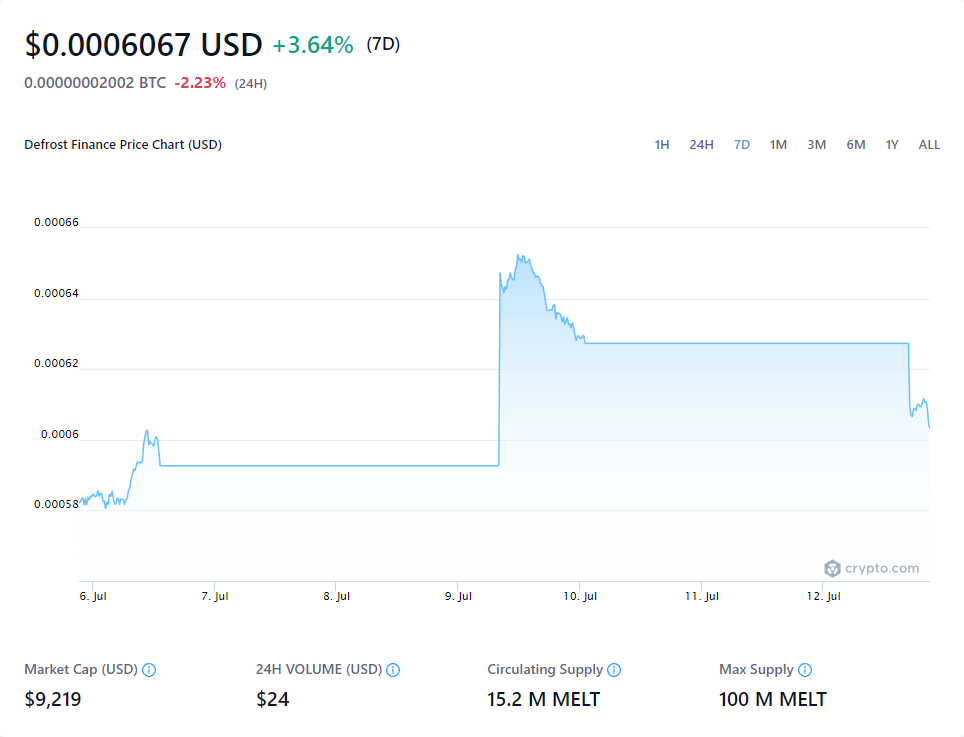 $0.0006067 USD +3.64% (7D)
0.00000002002 BTC -2.23% (24H)
Defrost Finance Price Chart (USD) 1H 24H 7D 1M 3M 6M 1Y ALL
0.00066
0.00064
0.00062
0.0006
0.00058
crypto.com
6. Jul 7. Jul 8. Jul 9. Jul 10. Jul 11. Jul 12. Jul
Market Cap (USD) 24H VOLUME (USD) Circulating Supply Max Supply
$9,219 $24 15.2 M MELT 100 M MELT